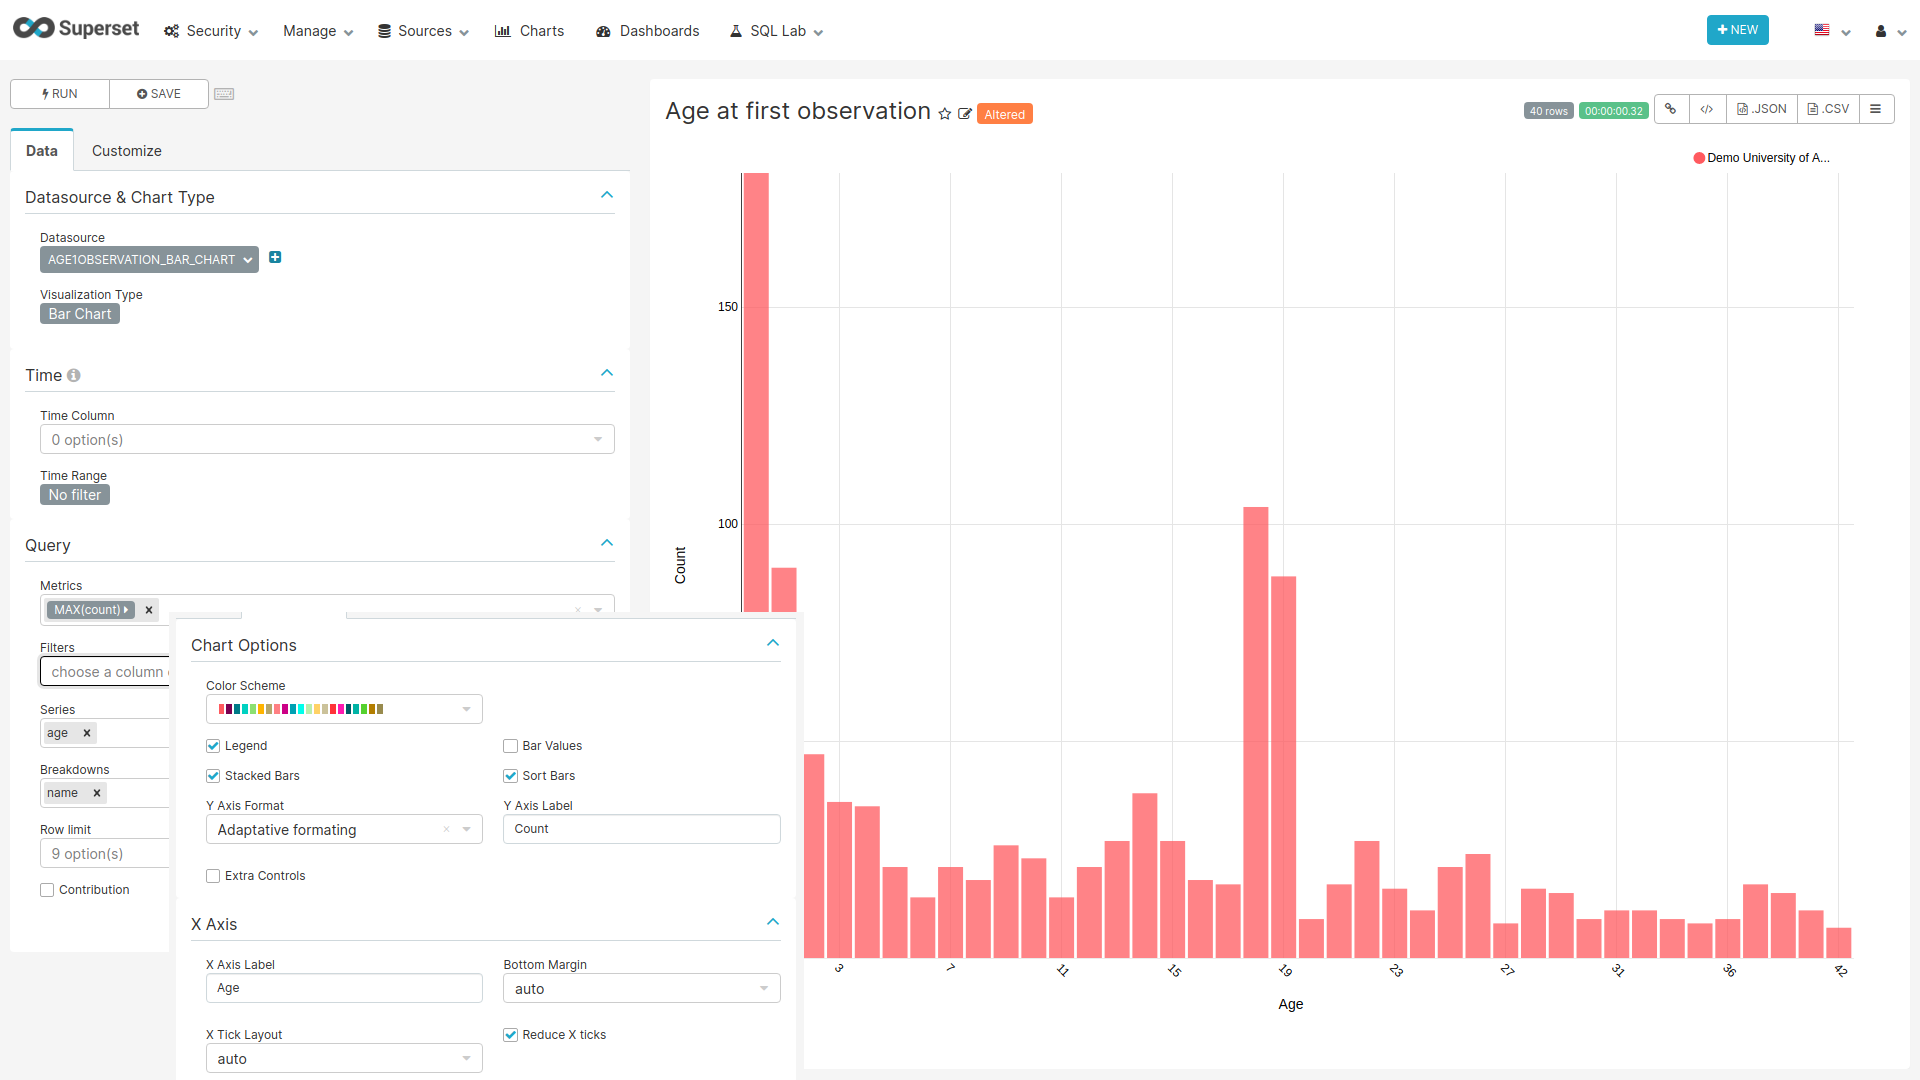 Superset Security Manage Sources Charts Dashboards SQL Lab + NEW
RUN SAVE
Data Customize
Datasource & Chart Type
Datasource
AGE1OBSERVATION_BAR_CHART
Visualization Type
Bar Chart
Time
Time Column
0 option(s)
Time Range
No filter
Query
Metrics
MAX(count)
Filters
choose a column
Series
age
Breakdowns
name
Row limit
9 option(s)
Contribution
Chart Options
Color Scheme
Legend Bar Values
Stacked Bars Sort Bars
Y Axis Format Y Axis Label
Adaptative formating Count
Extra Controls
X Axis
X Axis Label Bottom Margin
Age auto
X Tick Layout Reduce X ticks
auto
Age at first observation Altered 40 rows 00:00:00.32 </> .JSON .CSV
Demo University of A...
150
100
Count
3 7 11 15 19 23 27 31 36 42
Age